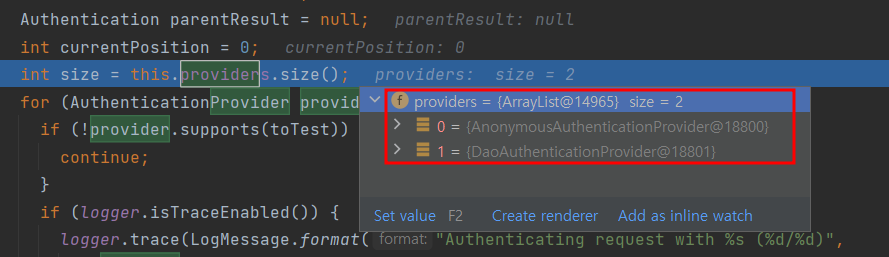 Authentication parentResult = null;   parentResult: null
int currentPosition = 0;   currentPosition: 0
int size = this.providers.size();   providers:  size = 2
for (AuthenticationProvider provid
providers = {ArrayList@14965}  size = 2
if (!provider.supports(toTest))
0 = {AnonymousAuthenticationProvider@18800}
continue;
1 = {DaoAuthenticationProvider@18801}
}
Set value  F2   Create renderer   Add as inline watch
if (logger.isTraceEnabled()) {
logger.trace(LogMessage.format( format: "Authenticating request with %s (%d/%d)",